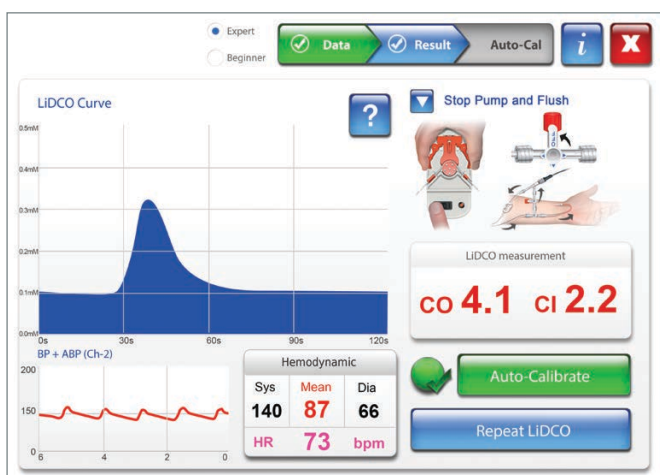 Expert
Beginner
Data
Result
Auto-Cal
i
X
LiDCO Curve
?
Stop Pump and Flush
0.5mM
0.4mM
0.3mM
0.2mM
0.1mM
0.0mM
0s 30s 60s 90s 120s
LiDCO measurement
CO 4.1 CI 2.2
BP + ABP (Ch-2)
200
150
0
6 4 2 0
Hemodynamic
Sys Mean Dia
140 87 66
HR 73 bpm
Auto-Calibrate
Repeat LiDCO